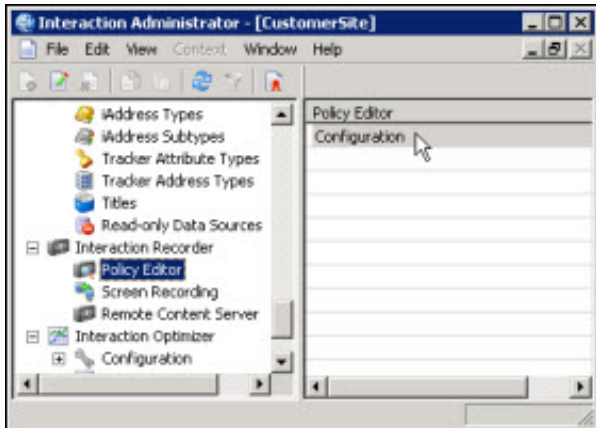 Interaction Administrator - [CustomerSite]
File Edit View Context Window Help
iAddress Types
iAddress Subtypes
Tracker Attribute Types
Tracker Address Types
Titles
Read-only Data Sources
Interaction Recorder
Policy Editor
Screen Recording
Remote Content Server
Interaction Optimizer
Configuration
Policy Editor
Configuration